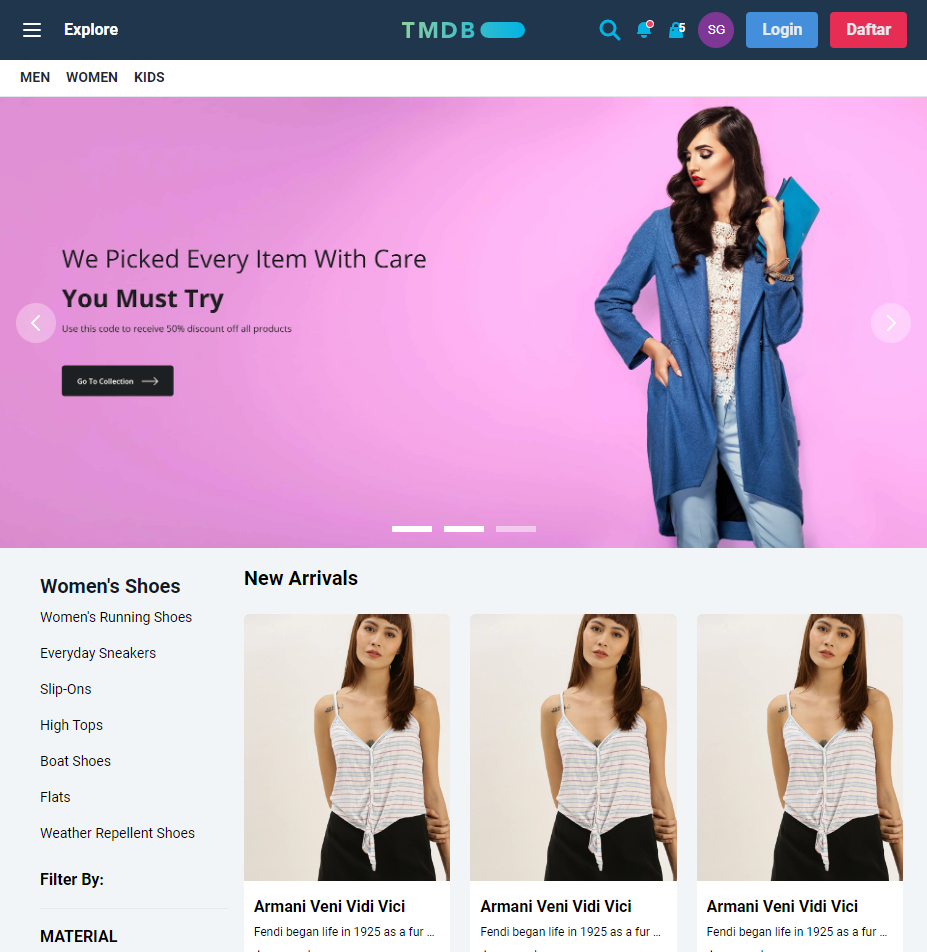 Explore
TMDB
5
SG
Login
Daftar
MEN
WOMEN
KIDS
We Picked Every Item With Care
You Must Try
Use this code to receive 50% discount off all products
Go To Collection
Women's Shoes
Women's Running Shoes
Everyday Sneakers
Slip-Ons
High Tops
Boat Shoes
Flats
Weather Repellent Shoes
Filter By:
MATERIAL
New Arrivals
Armani Veni Vidi Vici
Fendi began life in 1925 as a fur ...
Armani Veni Vidi Vici
Fendi began life in 1925 as a fur ...
Armani Veni Vidi Vici
Fendi began life in 1925 as a fur ...